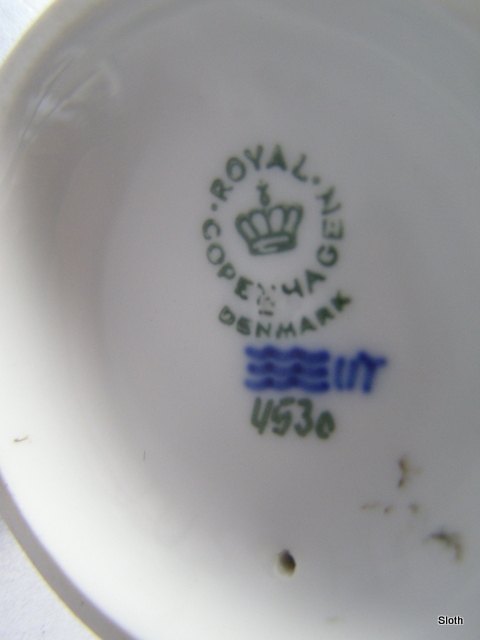 ROYAL
COPENHAGEN
DENMARK
4530
Sloth